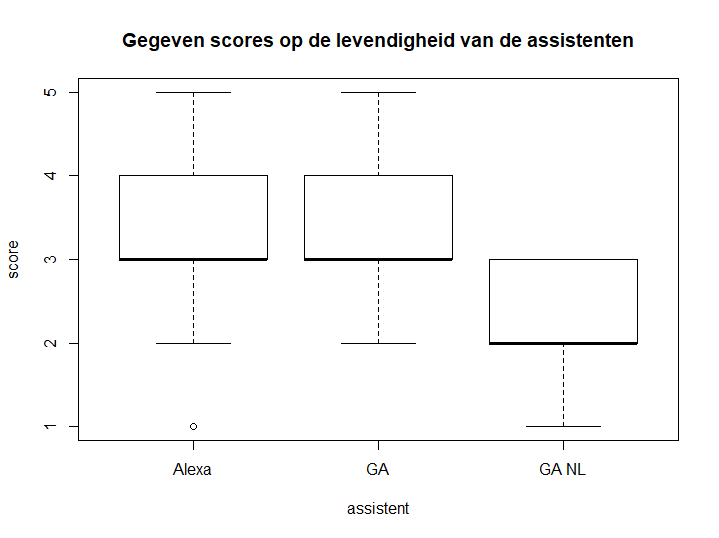 Gegeven scores op de levendigheid van de assistenten
5
4
3
2
1
score
Alexa
GA
GA NL
assistent